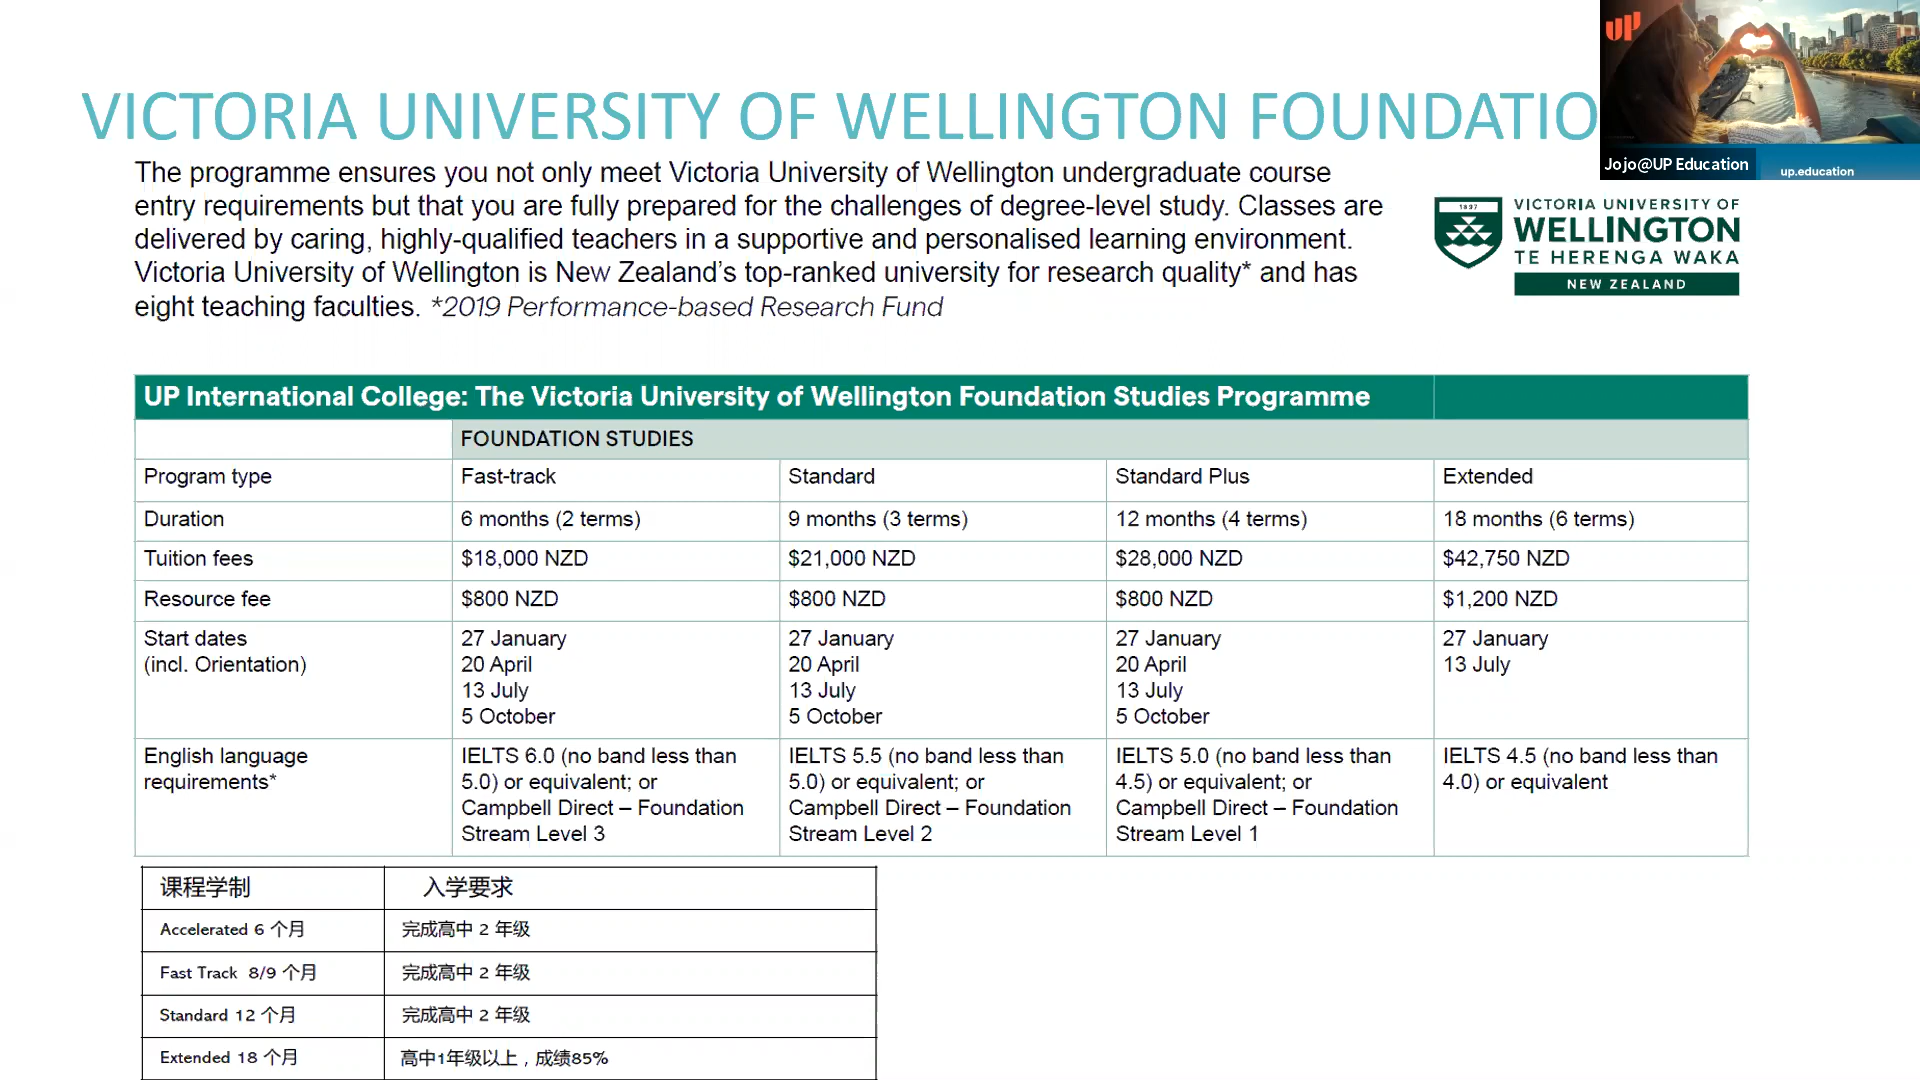 UP
Jojo@UP Education
up.education
VICTORIA UNIVERSITY OF WELLINGTON FOUNDATIO
The programme ensures you not only meet Victoria University of Wellington undergraduate course
entry requirements but that you are fully prepared for the challenges of degree-level study. Classes are
delivered by caring, highly-qualified teachers in a supportive and personalised learning environment.
Victoria University of Wellington is New Zealand’s top-ranked university for research quality* and has
eight teaching faculties. *2019 Performance-based Research Fund
1897
VICTORIA UNIVERSITY OF
WELLINGTON
TE HERENGA WAKA
NEW ZEALAND
UP International College: The Victoria University of Wellington Foundation Studies Programme
FOUNDATION STUDIES
Program type Fast-track Standard Standard Plus Extended
Duration 6 months (2 terms) 9 months (3 terms) 12 months (4 terms) 18 months (6 terms)
Tuition fees $18,000 NZD $21,000 NZD $28,000 NZD $42,750 NZD
Resource fee $800 NZD $800 NZD $800 NZD $1,200 NZD
Start dates 27 January 27 January 27 January 27 January
(incl. Orientation) 20 April 20 April 20 April 13 July
13 July 13 July 13 July
5 October 5 October 5 October
English language IELTS 6.0 (no band less than IELTS 5.5 (no band less than IELTS 5.0 (no band less than IELTS 4.5 (no band less than
requirements* 5.0) or equivalent; or 5.0) or equivalent; or 4.5) or equivalent; or 4.0) or equivalent
Campbell Direct – Foundation Campbell Direct – Foundation Campbell Direct – Foundation
Stream Level 3 Stream Level 2 Stream Level 1
课程学制 入学要求
Accelerated 6 个月 完成高中 2 年级
Fast Track 8/9 个月 完成高中 2 年级
Standard 12 个月 完成高中 2 年级
Extended 18 个月 高中1年级以上，成绩85%